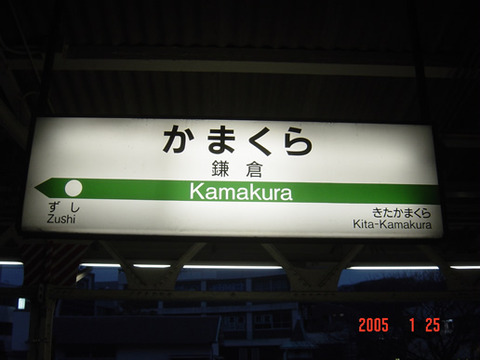 かまくら
鎌倉
Kamakura
ずし
Zushi
きたかまくら
Kita-Kamakura
2005 1 25